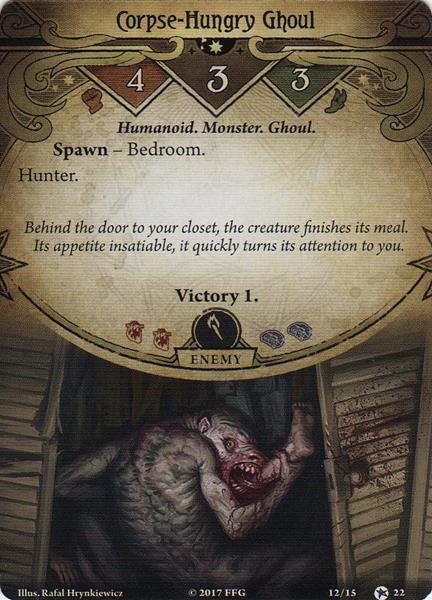 Corpse-Hungry Ghoul
4 3 3
Humanoid. Monster. Ghoul.
Spawn – Bedroom.
Hunter.
Behind the door to your closet, the creature finishes its meal.
Its appetite insatiable, it quickly turns its attention to you.
Victory 1.
ENEMY
Illus. Rafal Hrynkiewicz © 2017 FFG 12/15 22